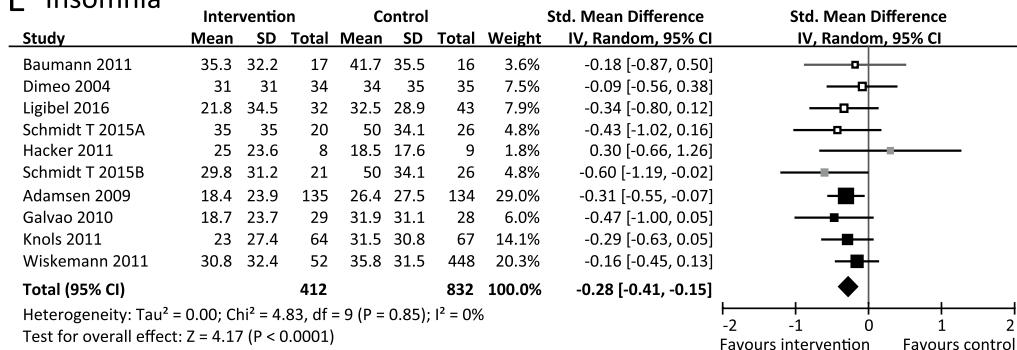 E Insomnia
Intervention Control Std. Mean Difference Std. Mean Difference
Study Mean SD Total Mean SD Total Weight IV, Random, 95% CI IV, Random, 95% CI
Baumann 2011 35.3 32.2 17 41.7 35.5 16 3.6% -0.18 [-0.87, 0.50]
Dimeo 2004 31 31 34 34 35 35 7.5% -0.09 [-0.56, 0.38]
Ligibel 2016 21.8 34.5 32 32.5 28.9 43 7.9% -0.34 [-0.80, 0.12]
Schmidt T 2015A 35 35 20 50 34.1 26 4.8% -0.43 [-1.02, 0.16]
Hacker 2011 25 23.6 8 18.5 17.6 9 1.8% 0.30 [-0.66, 1.26]
Schmidt T 2015B 29.8 31.2 21 50 34.1 26 4.8% -0.60 [-1.19, -0.02]
Adamsen 2009 18.4 23.9 135 26.4 27.5 134 29.0% -0.31 [-0.55, -0.07]
Galvao 2010 18.7 23.7 29 31.9 31.1 28 6.0% -0.47 [-1.00, 0.05]
Knols 2011 23 27.4 64 31.5 30.8 67 14.1% -0.29 [-0.63, 0.05]
Wiskemann 2011 30.8 32.4 52 35.8 31.5 448 20.3% -0.16 [-0.45, 0.13]
Total (95% CI) 412 832 100.0% -0.28 [-0.41, -0.15]
Heterogeneity: Tau² = 0.00; Chi² = 4.83, df = 9 (P = 0.85); I² = 0%
Test for overall effect: Z = 4.17 (P < 0.0001)
-2 -1 0 1 2
Favours intervention Favours control